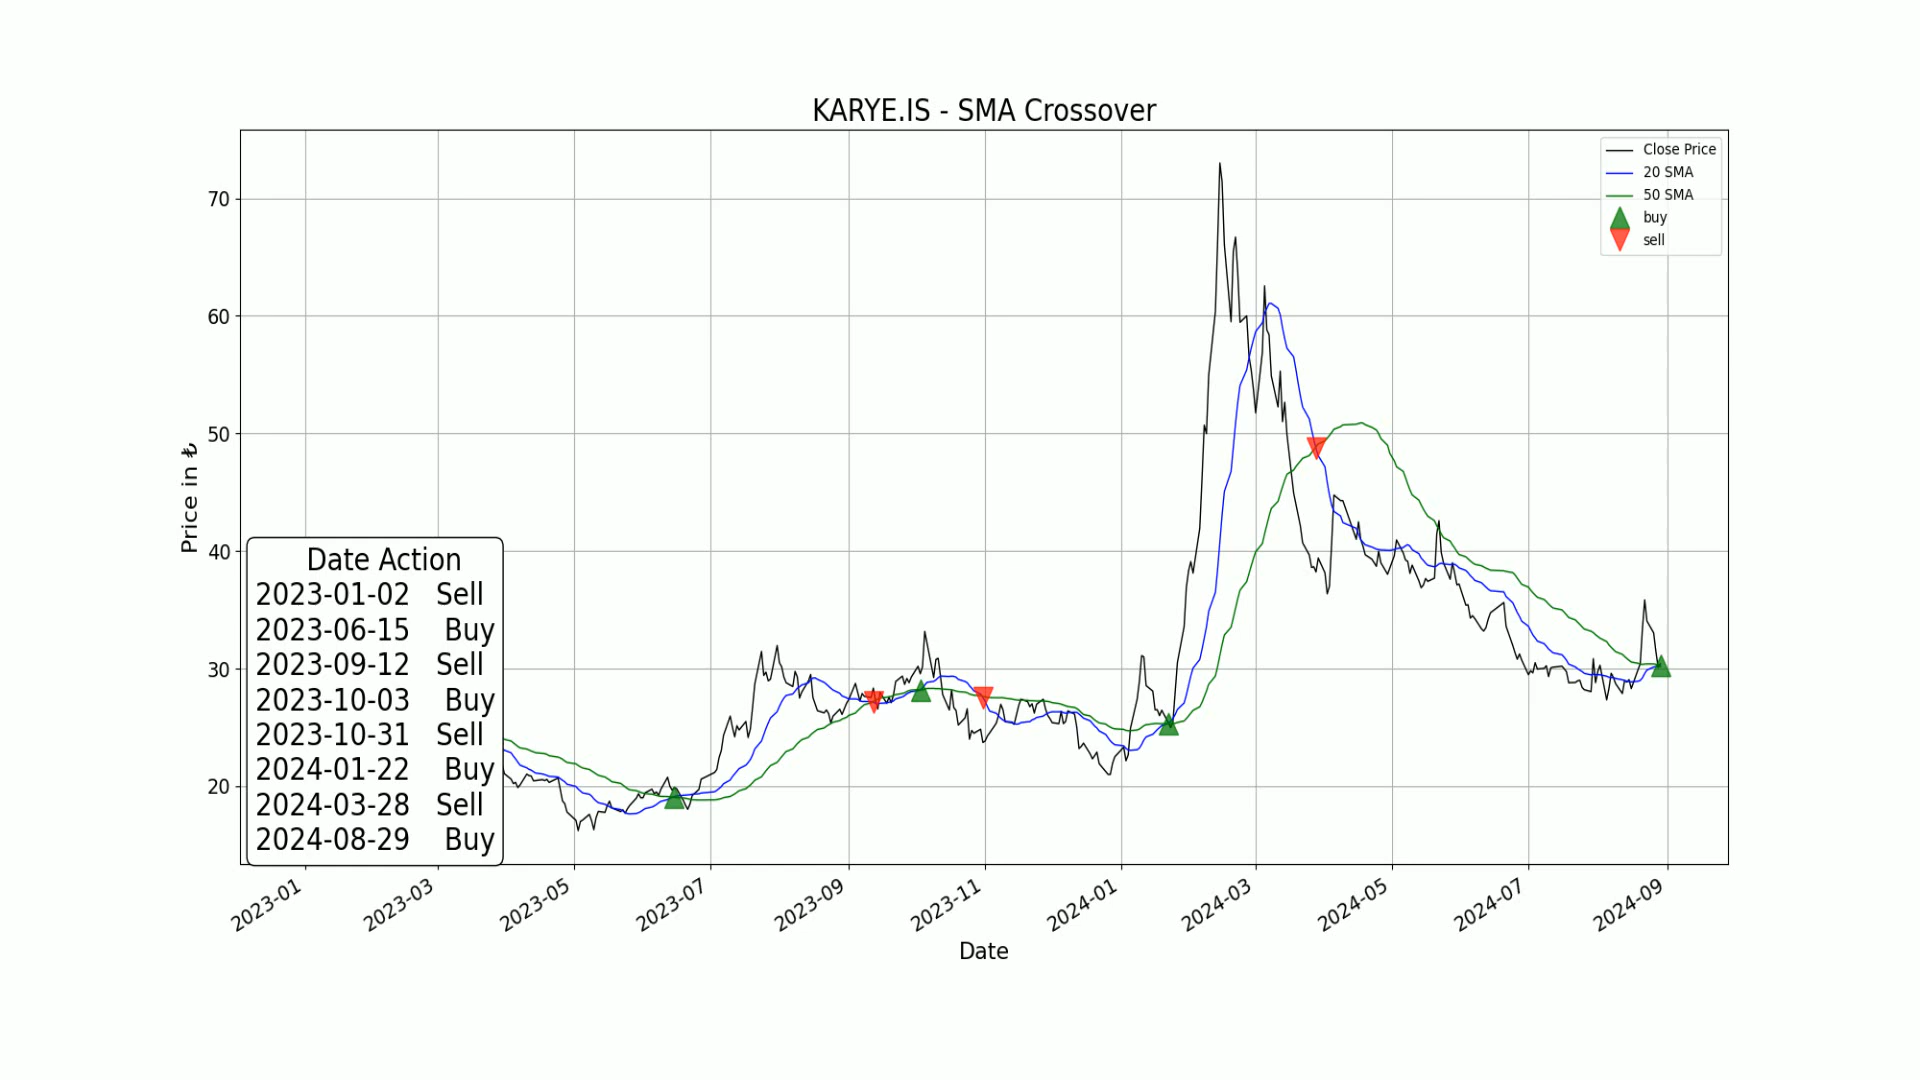 KARYE.IS - SMA Crossover
Close Price
20 SMA
50 SMA
buy
sell
70
60
50
40
30
20
Price in ₺
Date Action
2023-01-02 Sell
2023-06-15 Buy
2023-09-12 Sell
2023-10-03 Buy
2023-10-31 Sell
2024-01-22 Buy
2024-03-28 Sell
2024-08-29 Buy
2023-01
2023-03
2023-05
2023-07
2023-09
2023-11
2024-01
2024-03
2024-05
2024-07
2024-09
Date